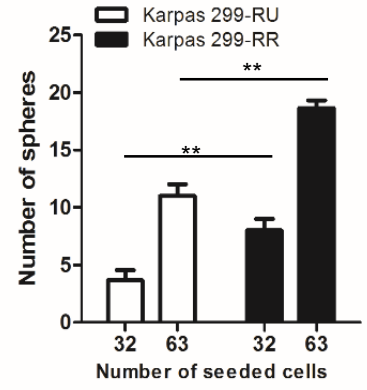 Karpas 299-RU
Karpas 299-RR
Number of spheres
25
20
15
10
5
0
**
**
32 63 32 63
Number of seeded cells